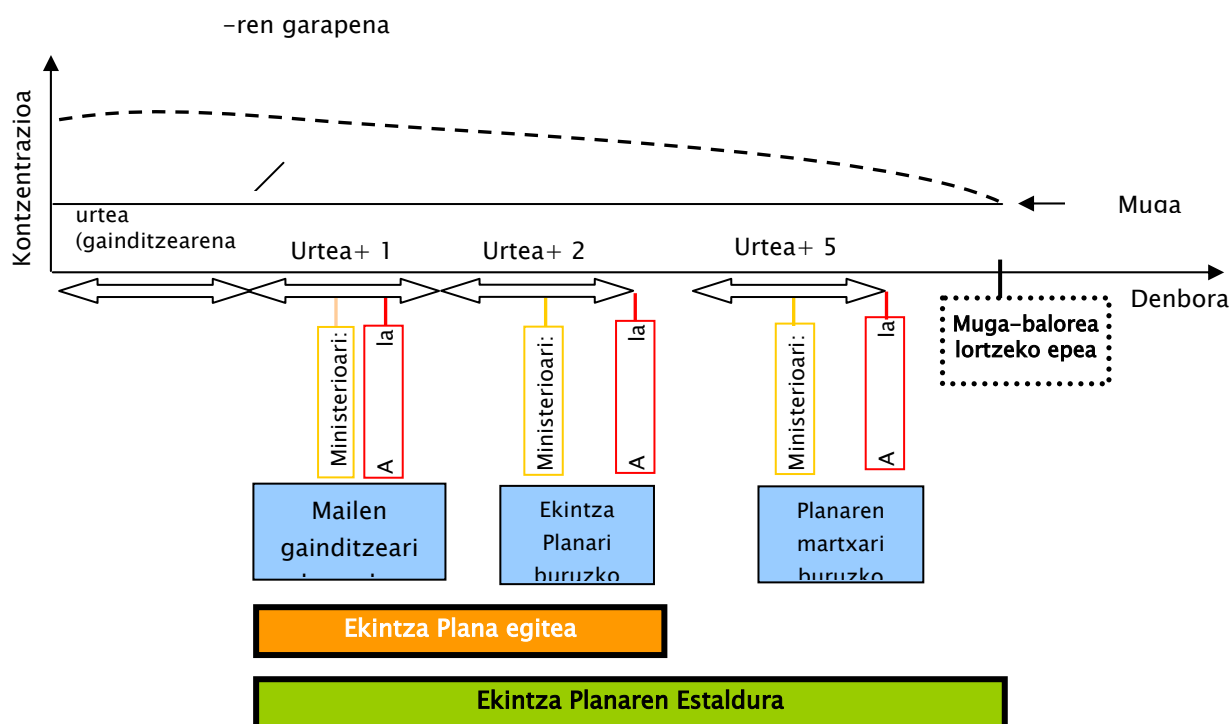 -ren garapena
Kontzentrazioa
Muga
urtea
(gainditzearena
Urtea+ 1
Urtea+ 2
Urtea+ 5
Denbora
Muga-balorea
lortzeko epea
Ministerioari:
A la
Ministerioari:
A la
Ministerioari:
A la
Mailen
gainditzeari
Ekintza
Planari
buruzko
Planaren
martxari
buruzko
Ekintza Plana egitea
Ekintza Planaren Estaldura